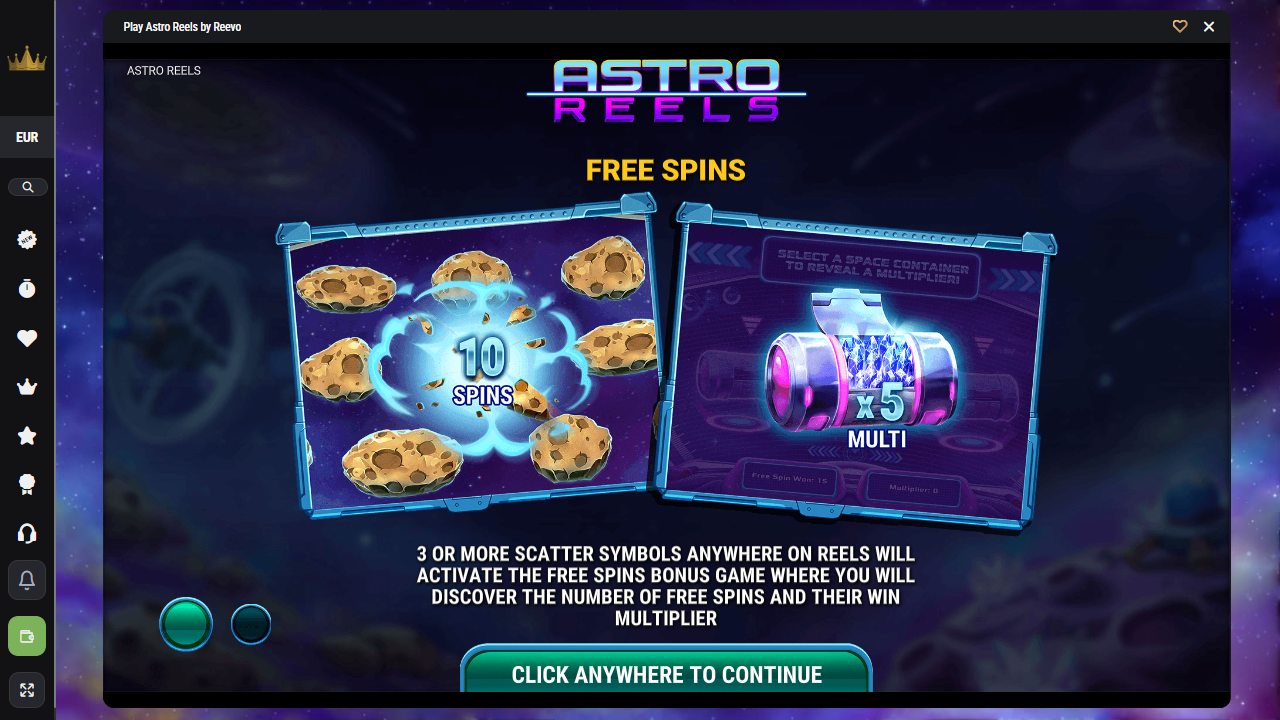 Play Astro Reels by Reevo
ASTRO REELS
ASTRO
REELS
EUR
NEW
FREE SPINS
10
SPINS
SELECT A SPACE CONTAINER
TO REVEAL A MULTIPLIER!
x5
MULTI
Free Spin Won: 15
Multiplier: 0
3 OR MORE SCATTER SYMBOLS ANYWHERE ON REELS WILL
ACTIVATE THE FREE SPINS BONUS GAME WHERE YOU WILL
DISCOVER THE NUMBER OF FREE SPINS AND THEIR WIN
MULTIPLIER
CLICK ANYWHERE TO CONTINUE